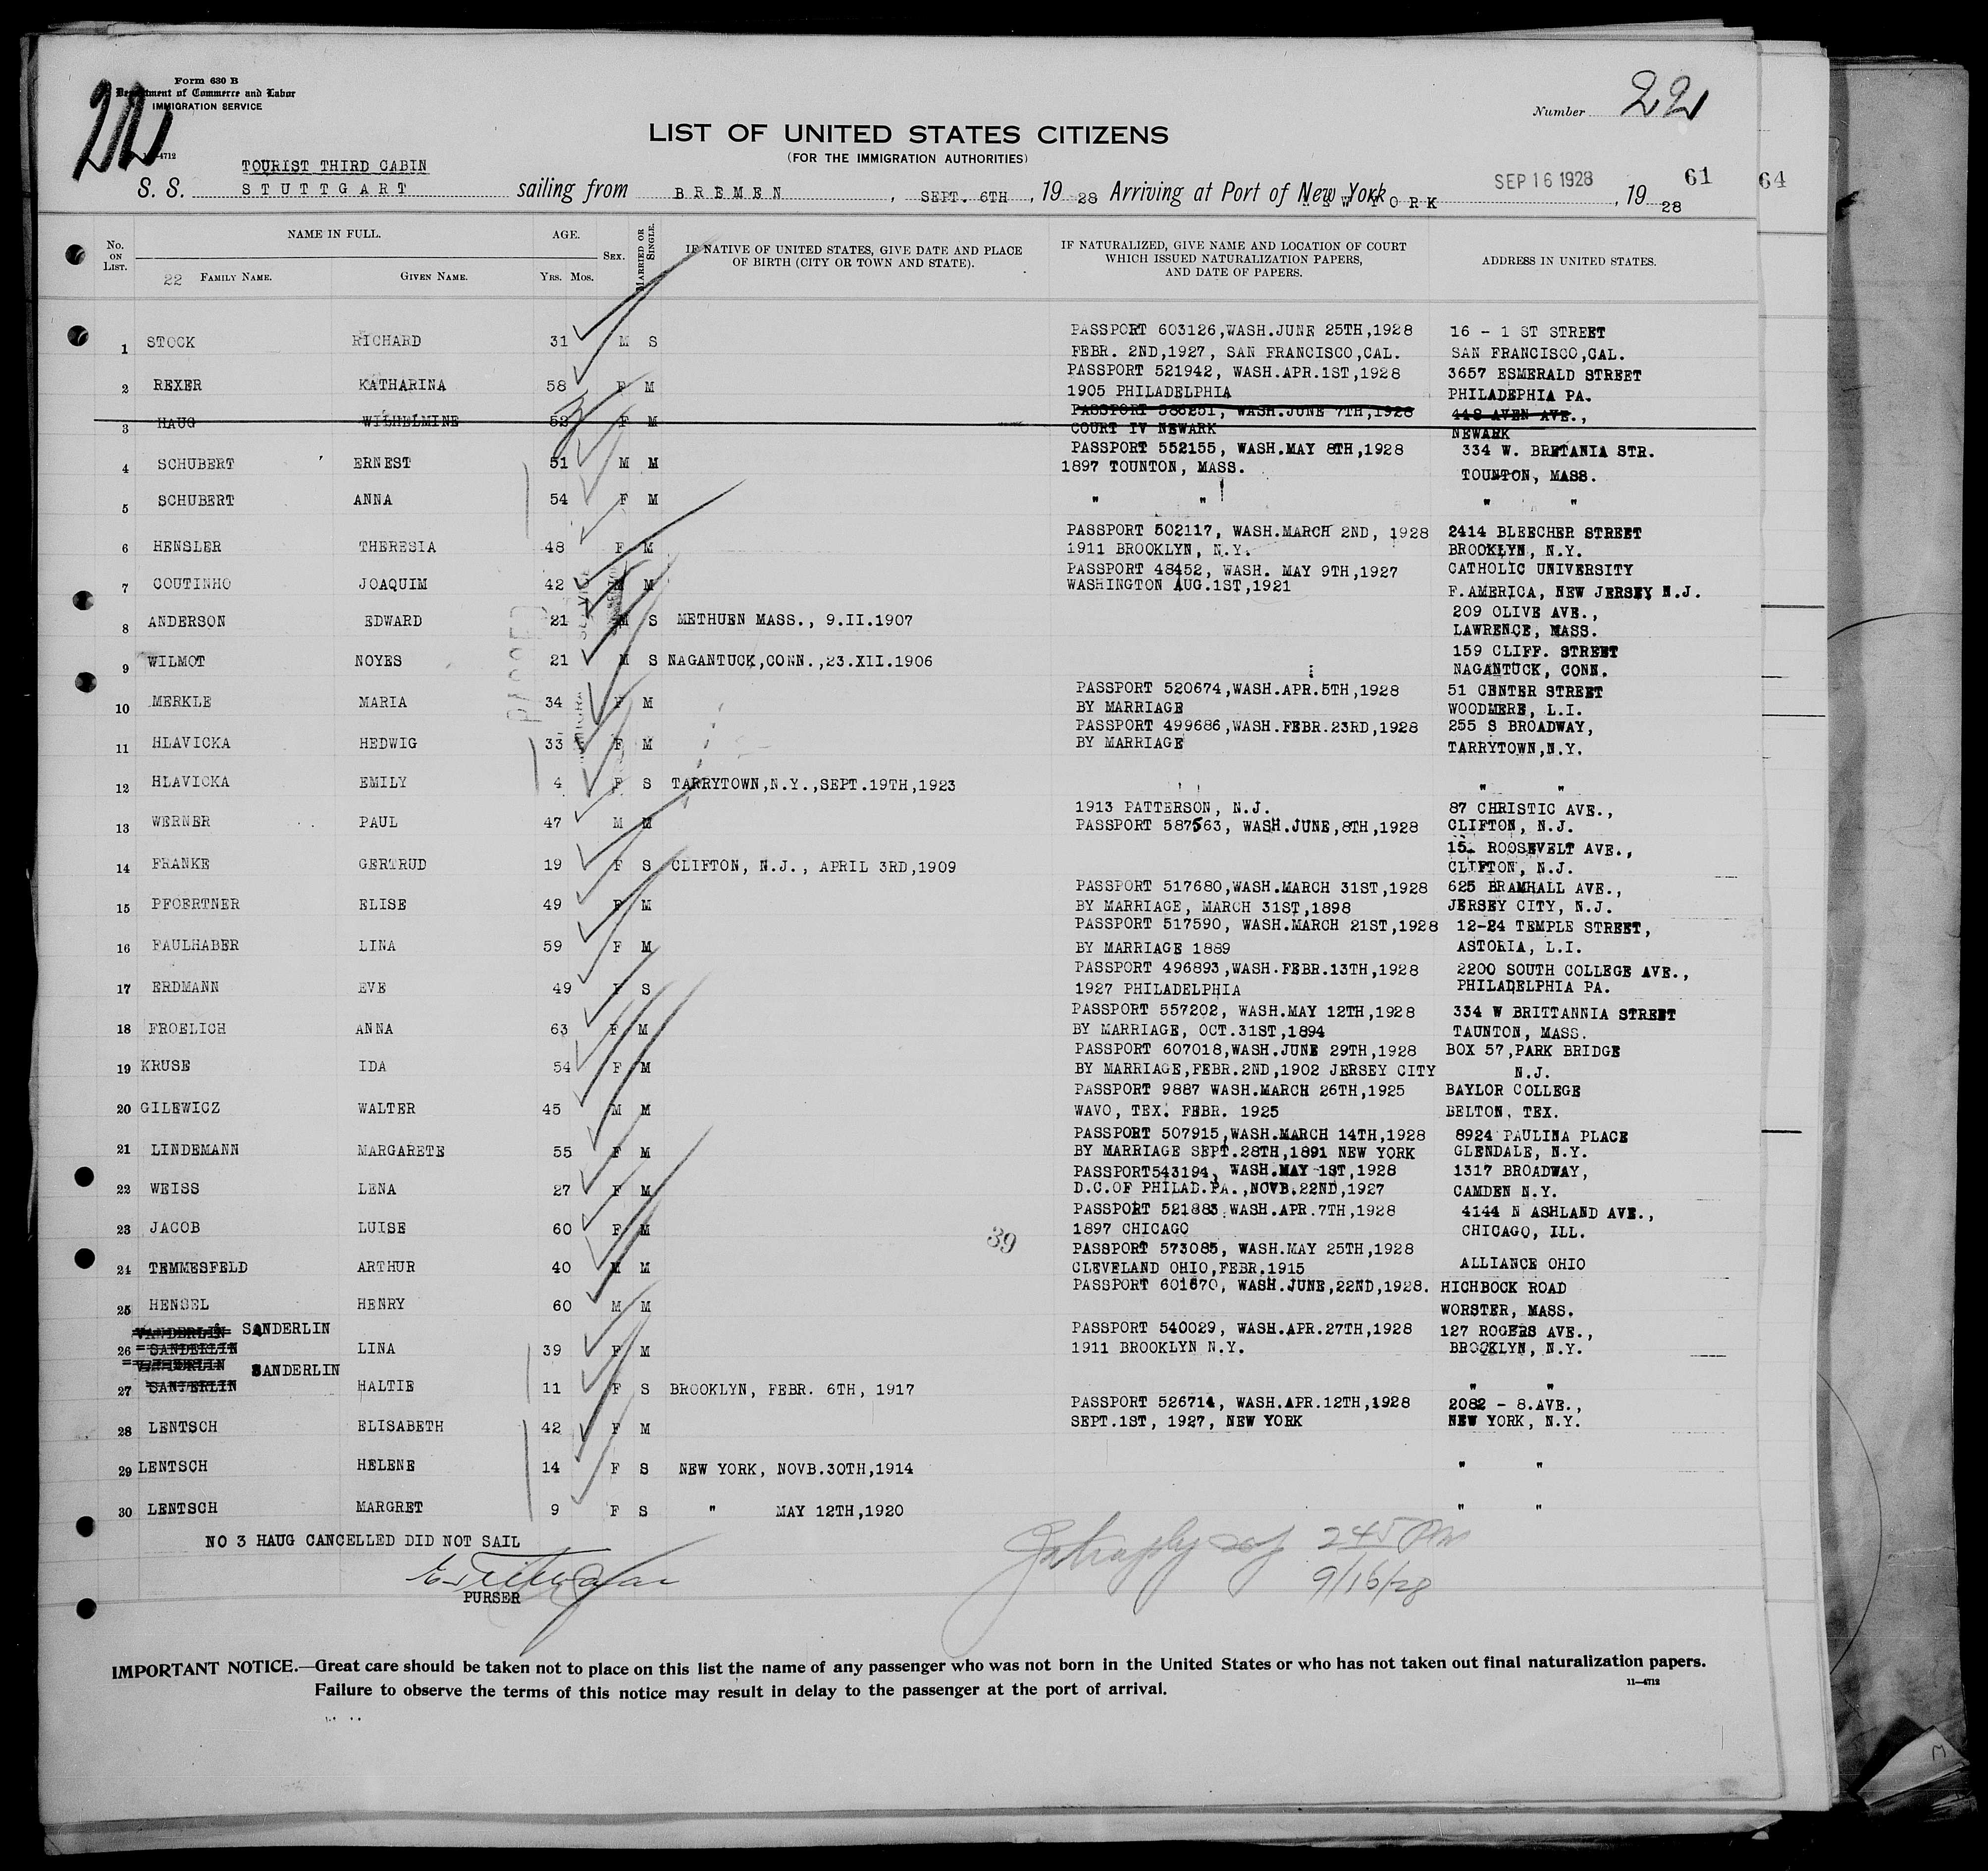 Form 630 B
Department of Commerce and Labor
IMMIGRATION SERVICE
22
Number 22
LIST OF UNITED STATES CITIZENS
(FOR THE IMMIGRATION AUTHORITIES)
TOURIST THIRD CABIN
S. S. STUTTGART sailing from BREMEN, SEPT. 6TH, 1928 Arriving at Port of New York SEP 16 1928, 1928 61 64
No. ON LIST. NAME IN FULL. AGE. SEX. MARRIED OR SINGLE. IF NATIVE OF UNITED STATES, GIVE DATE AND PLACE OF BIRTH (CITY OR TOWN AND STATE). IF NATURALIZED, GIVE NAME AND LOCATION OF COURT WHICH ISSUED NATURALIZATION PAPERS, AND DATE OF PAPERS. ADDRESS IN UNITED STATES.
22 FAMILY NAME. GIVEN NAME. YRS. MOS.
PASSPORT 603126,WASH.JUNE 25TH,1928 16 - 1 ST STREET
1 STOCK RICHARD 31 M S FEBR. 2ND,1927, SAN FRANCISCO,CAL. SAN FRANCISCO,CAL.
PASSPORT 521942, WASH.APR.1ST,1928 3657 ESMERALD STREET
2 REXER KATHARINA 58 F M 1905 PHILADELPHIA PHILADEPHIA PA.
PASSPORT 586251, WASH.JUNE 7TH,1928 448 AVEN AVE.,
3 HAUG WILHELMINE 52 F M COURT IV NEWARK NEWARK
PASSPORT 552155, WASH.MAY 8TH,1928 334 W. BRETANIA STR.
4 SCHUBERT ERNEST 51 M M 1897 TOUNTON, MASS. TOUNTON, MASS.
5 SCHUBERT ANNA 54 F M " " " "
PASSPORT 502117, WASH.MARCH 2ND, 1928 2414 BLEECHER STREET
6 HENSLER THERESIA 48 F M 1911 BROOKLYN, N.Y. BROOKLYN, N.Y.
PASSPORT 48452, WASH. MAY 9TH,1927 CATHOLIC UNIVERSITY
7 COUTINHO JOAQUIM 42 M M WASHINGTON AUG.1ST,1921 F.AMERICA, NEW JERSEY N.J.
209 OLIVE AVE.,
8 ANDERSON EDWARD 21 M S METHUEN MASS., 9.II.1907 LAWRENCE, MASS.
159 CLIFF. STREET
9 WILMOT NOYES 21 M S NAGANTUCK,CONN.,23.XII.1906 NAGANTUCK, CONN.
PASSPORT 520674,WASH.APR.5TH,1928 51 CENTER STREET
10 MERKLE MARIA 34 F M BY MARRIAGE WOODMERE, L.I.
PASSPORT 499686,WASH.FEBR.23RD,1928 255 S BROADWAY,
11 HLAVICKA HEDWIG 33 F M BY MARRIAGE TARRYTOWN,N.Y.
12 HLAVICKA EMILY 4 F S TARRYTOWN,N.Y.,SEPT.19TH,1923 " "
1913 PATTERSON, N.J. 87 CHRISTIC AVE.,
13 WERNER PAUL 47 M M PASSPORT 587563, WASH.JUNE,8TH,1928 CLIFTON, N.J.
15. ROOSEVELT AVE.,
14 FRANKE GERTRUD 19 F S CLIFTON, N.J., APRIL 3RD,1909 CLIFTON, N.J.
PASSPORT 517680,WASH.MARCH 31ST,1928 625 BRAMHALL AVE.,
15 PFOERTNER ELISE 49 F M BY MARRIAGE, MARCH 31ST,1898 JERSEY CITY, N.J.
PASSPORT 517590, WASH.MARCH 21ST,1928 12-24 TEMPLE STREET,
16 FAULHABER LINA 59 F M BY MARRIAGE 1889 ASTORIA, L.I.
PASSPORT 496893,WASH.FEBR.13TH,1928 2200 SOUTH COLLEGE AVE.,
17 ERDMANN EVE 49 F S 1927 PHILADELPHIA PHILADELPHIA PA.
PASSPORT 557202, WASH.MAY 12TH,1928 334 W BRITTANNIA STREET
18 FROELICH ANNA 63 F M BY MARRIAGE, OCT.31ST,1894 TAUNTON, MASS.
PASSPORT 607018,WASH.JUNE 29TH,1928 BOX 57,PARK BRIDGE
19 KRUSE IDA 54 F M BY MARRIAGE,FEBR.2ND,1902 JERSEY CITY N.J.
PASSPORT 9887 WASH.MARCH 26TH,1925 BAYLOR COLLEGE
20 GILEWICZ WALTER 45 M M WAVO, TEX. FEBR. 1925 BELTON, TEX.
PASSPORT 507915,WASH.MARCH 14TH,1928 8924 PAULINA PLACE
21 LINDEMANN MARGARETE 55 F M BY MARRIAGE SEPT.28TH,1891 NEW YORK GLENDALE, N.Y.
PASSPORT543194, WASH.MAY 1ST,1928 1317 BROADWAY,
22 WEISS LENA 27 F M D.C.OF PHILAD.PA.,NOVB.22ND,1927 CAMDEN N.Y.
PASSPORT 521883.WASH.APR.7TH,1928 4144 N ASHLAND AVE.,
23 JACOB LUISE 60 F M 39 1897 CHICAGO CHICAGO, ILL.
PASSPORT 573085, WASH.MAY 25TH,1928
24 TEMMESFELD ARTHUR 40 M M CLEVELAND OHIO,FEBR.1915 ALLIANCE OHIO
PASSPORT 601670, WASH.JUNE,22ND,1928. HICHBOCK ROAD
25 HENSEL HENRY 60 M M WORSTER, MASS.
VANDERLIN SANDERLIN PASSPORT 540029, WASH.APR.27TH,1928 127 ROGERS AVE.,
26 SANDERLIN LINA 39 F M 1911 BROOKLYN N.Y. BROOKLYN, N.Y.
SANDERLIN
27 SANDERLIN HALTIE 11 F S BROOKLYN, FEBR. 6TH, 1917 " "
PASSPORT 526714, WASH.APR.12TH,1928 2082 - 8.AVE.,
28 LENTSCH ELISABETH 42 F M SEPT.1ST, 1927, NEW YORK NEW YORK, N.Y.
29 LENTSCH HELENE 14 F S NEW YORK, NOVB.30TH,1914 " "
30 LENTSCH MARGRET 9 F S " MAY 12TH,1920 " "
NO 3 HAUG CANCELLED DID NOT SAIL
PURSER
245 PM
9/16/28
IMPORTANT NOTICE.—Great care should be taken not to place on this list the name of any passenger who was not born in the United States or who has not taken out final naturalization papers.
Failure to observe the terms of this notice may result in delay to the passenger at the port of arrival.
11—4712